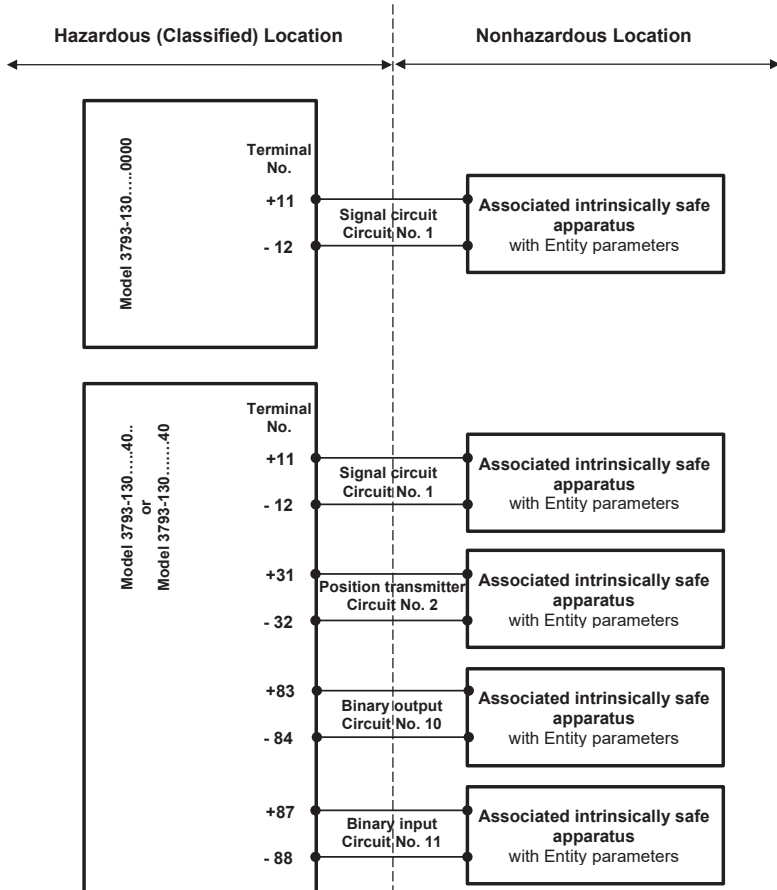 Hazardous (Classified) Location
Nonhazardous Location
Model 3793-130.....0000
Terminal
No.
+11
- 12
Signal circuit
Circuit No. 1
Associated intrinsically safe
apparatus
with Entity parameters
Model 3793-130.....40..
or
Model 3793-130.......40
Terminal
No.
+11
- 12
Signal circuit
Circuit No. 1
Associated intrinsically safe
apparatus
with Entity parameters
+31
- 32
Position transmitter
Circuit No. 2
Associated intrinsically safe
apparatus
with Entity parameters
+83
- 84
Binary output
Circuit No. 10
Associated intrinsically safe
apparatus
with Entity parameters
+87
- 88
Binary input
Circuit No. 11
Associated intrinsically safe
apparatus
with Entity parameters